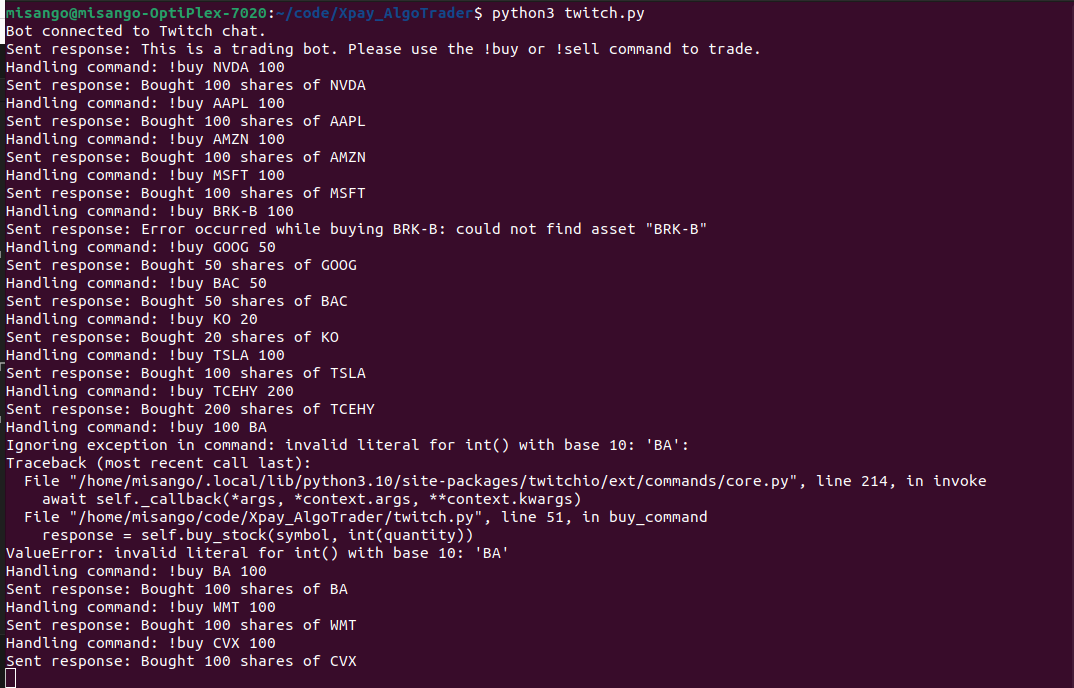 misango@misango-OptiPlex-7020:~/code/Xpay_AlgoTrader$ python3 twitch.py
Bot connected to Twitch chat.
Sent response: This is a trading bot. Please use the !buy or !sell command to trade.
Handling command: !buy NVDA 100
Sent response: Bought 100 shares of NVDA
Handling command: !buy AAPL 100
Sent response: Bought 100 shares of AAPL
Handling command: !buy AMZN 100
Sent response: Bought 100 shares of AMZN
Handling command: !buy MSFT 100
Sent response: Bought 100 shares of MSFT
Handling command: !buy BRK-B 100
Sent response: Error occurred while buying BRK-B: could not find asset "BRK-B"
Handling command: !buy GOOG 50
Sent response: Bought 50 shares of GOOG
Handling command: !buy BAC 50
Sent response: Bought 50 shares of BAC
Handling command: !buy KO 20
Sent response: Bought 20 shares of KO
Handling command: !buy TSLA 100
Sent response: Bought 100 shares of TSLA
Handling command: !buy TCEHY 200
Sent response: Bought 200 shares of TCEHY
Handling command: !buy 100 BA
Ignoring exception in command: invalid literal for int() with base 10: 'BA':
Traceback (most recent call last):
  File "/home/misango/.local/lib/python3.10/site-packages/twitchio/ext/commands/core.py", line 214, in invoke
    await self._callback(*args, *context.args, **context.kwargs)
  File "/home/misango/code/Xpay_AlgoTrader/twitch.py", line 51, in buy_command
    response = self.buy_stock(symbol, int(quantity))
ValueError: invalid literal for int() with base 10: 'BA'
Handling command: !buy BA 100
Sent response: Bought 100 shares of BA
Handling command: !buy WMT 100
Sent response: Bought 100 shares of WMT
Handling command: !buy CVX 100
Sent response: Bought 100 shares of CVX